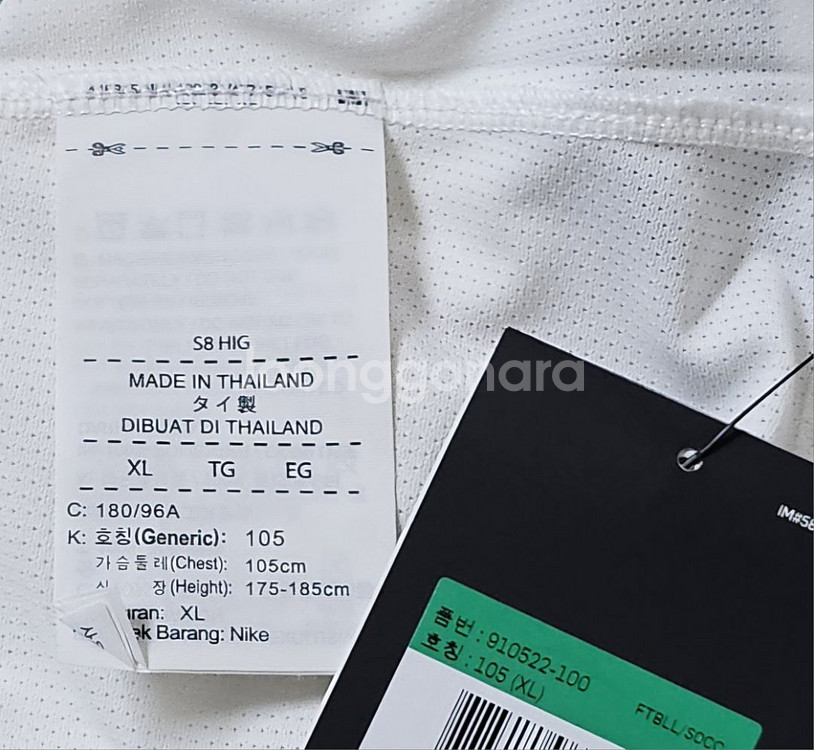 S8 HIG
MADE IN THAILAND
タイ製
DIBUAT DI THAILAND
XL TG EG
C: 180/96A
K: 호칭(Generic): 105
가슴둘레(Chest): 105cm
장(Height): 175-185cm
XL
Barang: Nike
IM#58
품번 : 910522-100
호칭 : 105 (XL)
FTBLL/SOCC